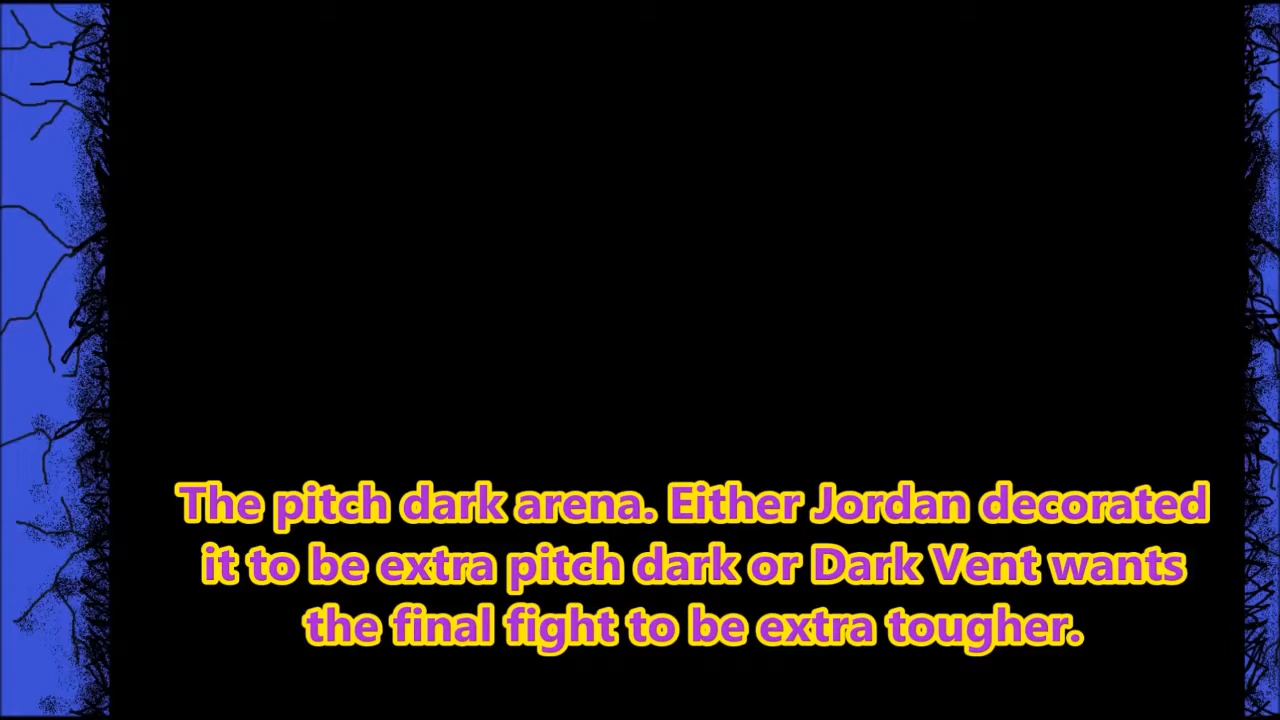 The pitch dark arena. Either Jordan decorated
it to be extra pitch dark or Dark Vent wants
the final fight to be extra tougher.